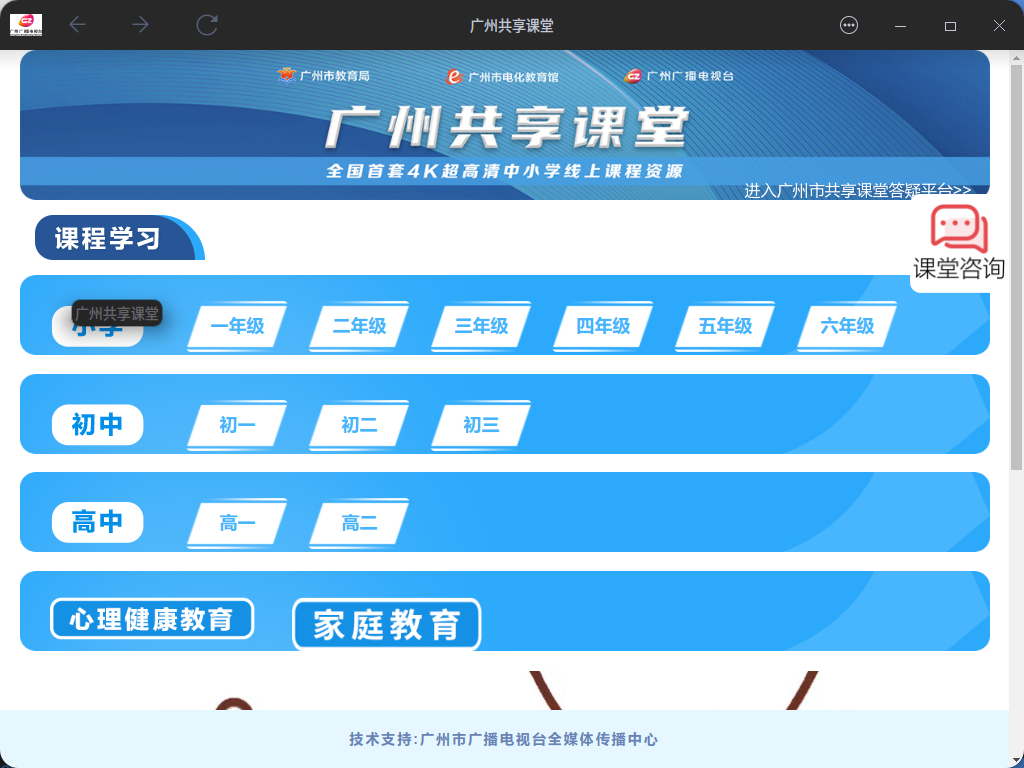 广州共享课堂
广州市教育局
广州市电化教育馆
广州广播电视台
广州共享课堂
全国首套4K超高清中小学线上课程资源
进入广州市共享课堂答疑平台>>
课程学习
课堂咨询
广州共享课堂
小学
一年级
二年级
三年级
四年级
五年级
六年级
初中
初一
初二
初三
高中
高一
高二
心理健康教育
家庭教育
技术支持:广州市广播电视台全媒体传播中心